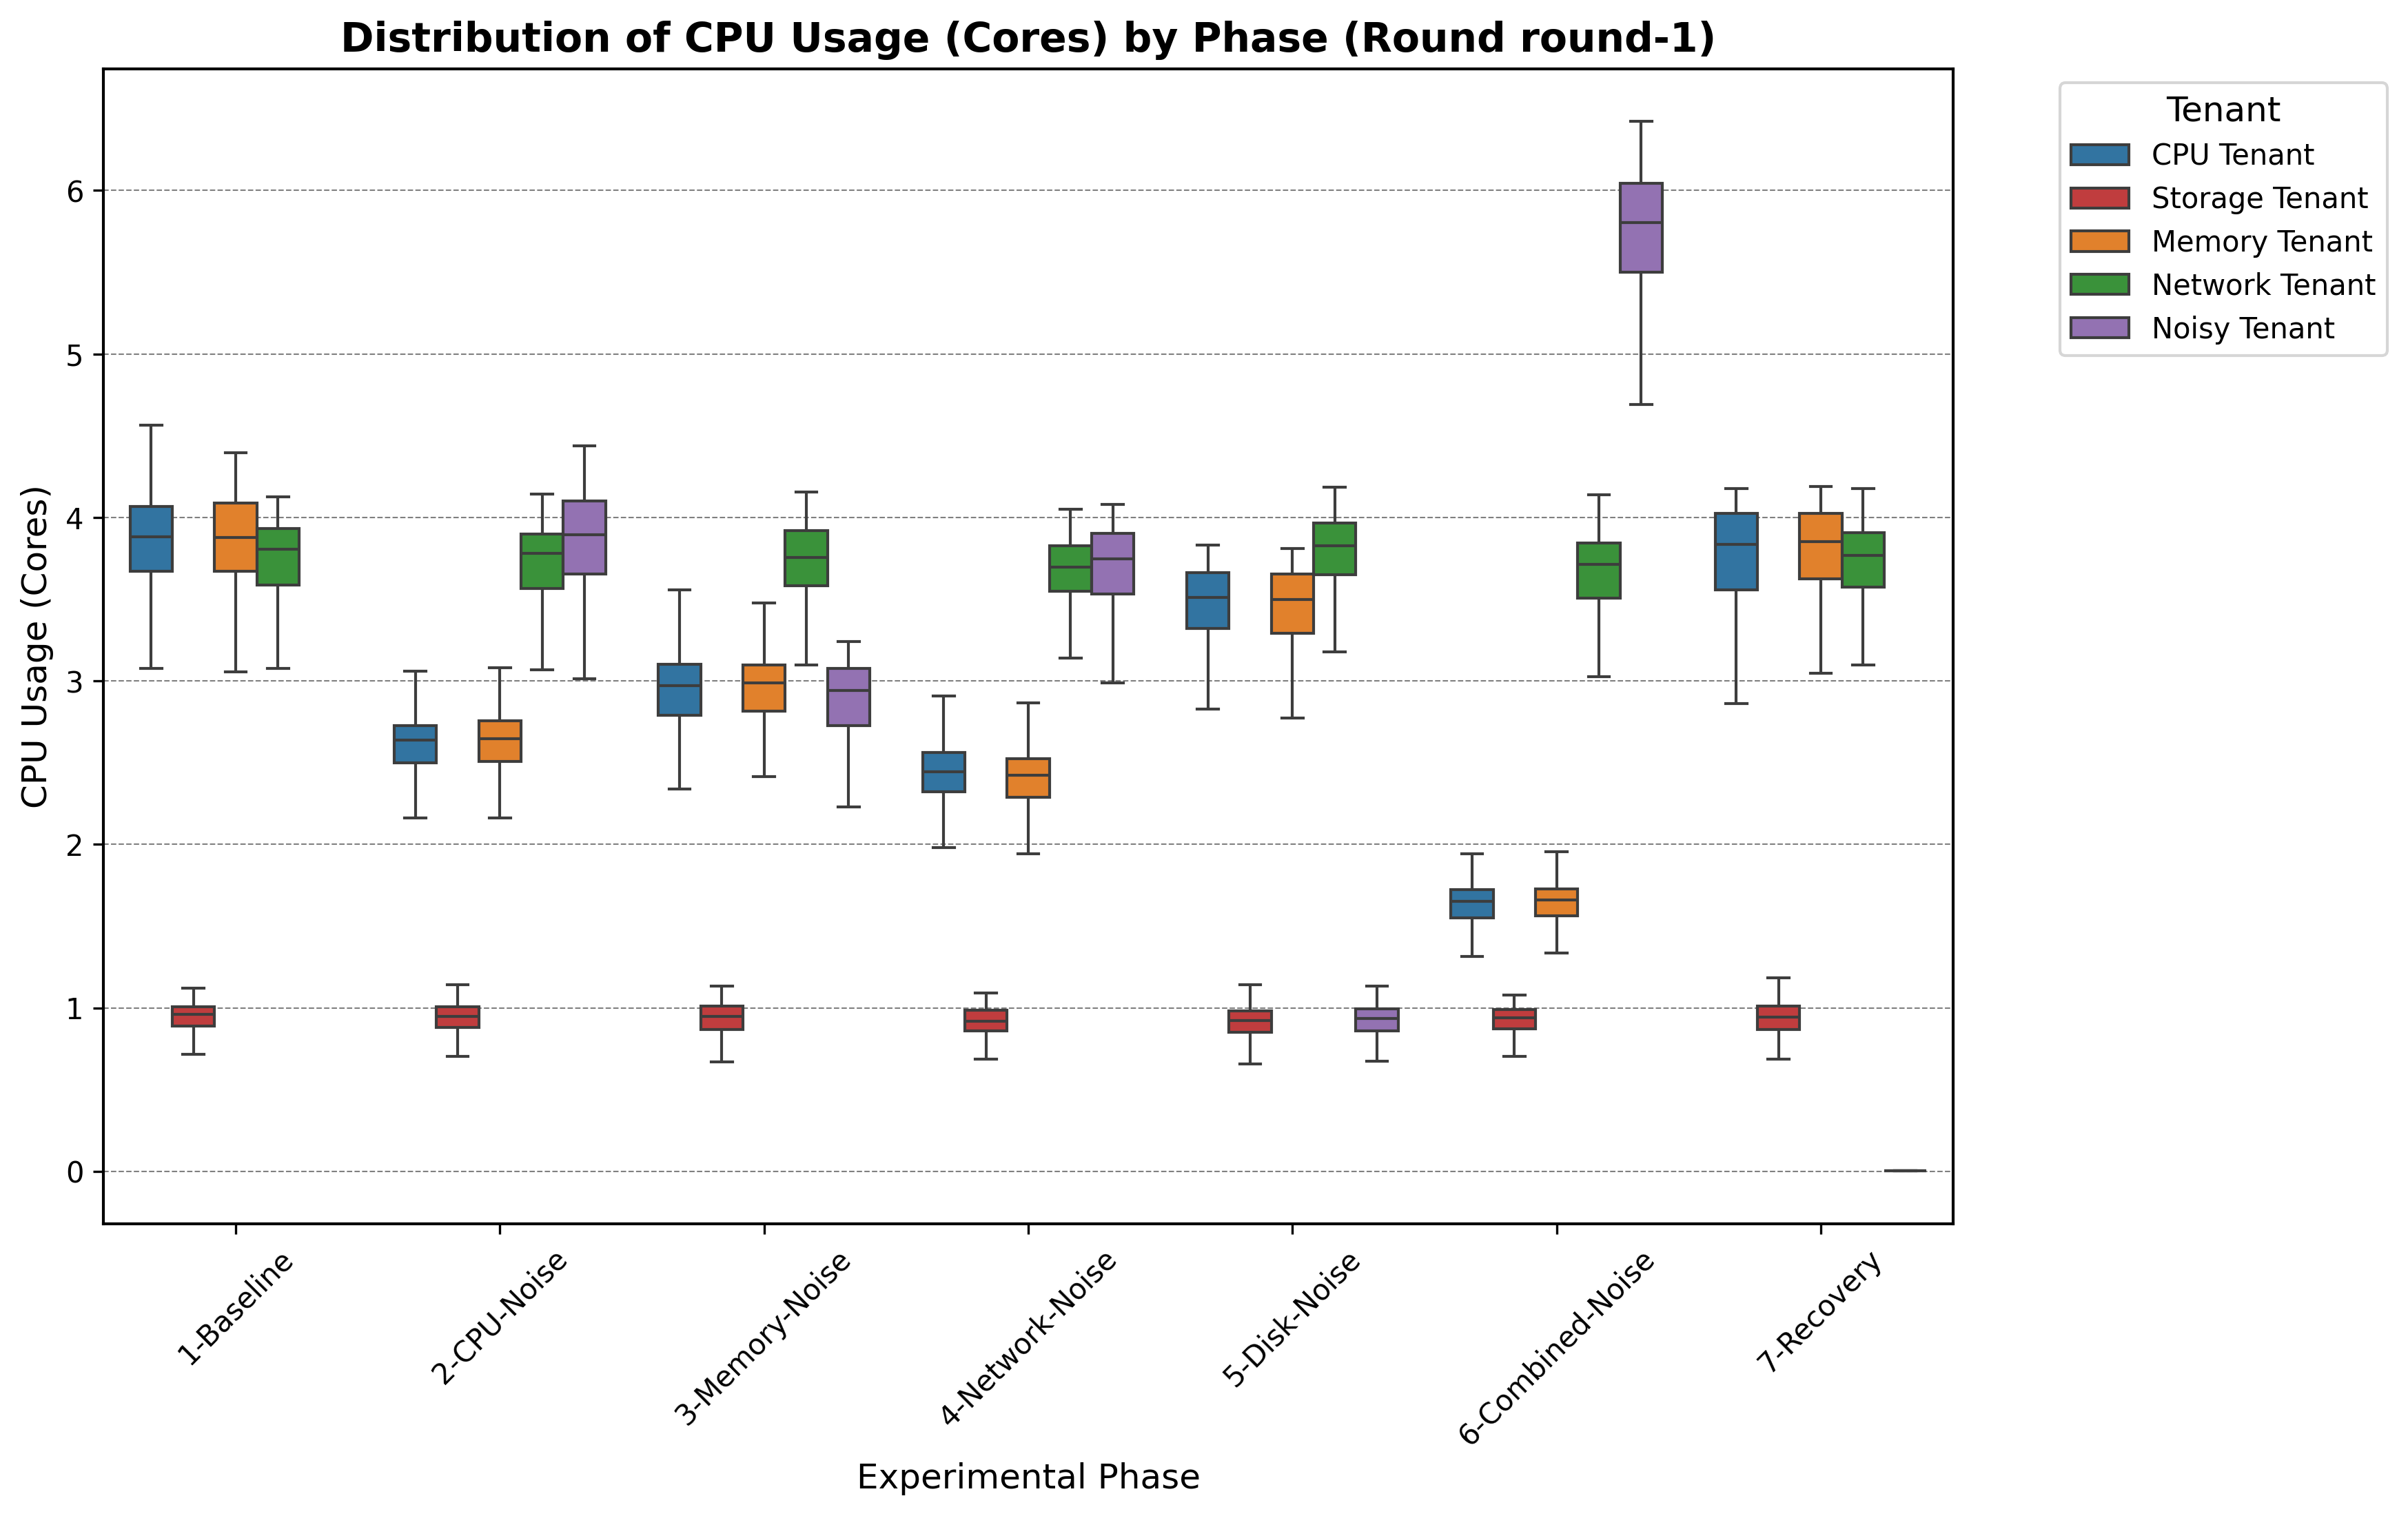 Distribution of CPU Usage (Cores) by Phase (Round round-1)
Tenant
CPU Tenant
Storage Tenant
Memory Tenant
Network Tenant
Noisy Tenant
CPU Usage (Cores)
6
5
4
3
2
1
0
1-Baseline
2-CPU-Noise
3-Memory-Noise
4-Network-Noise
5-Disk-Noise
6-Combined-Noise
7-Recovery
Experimental Phase